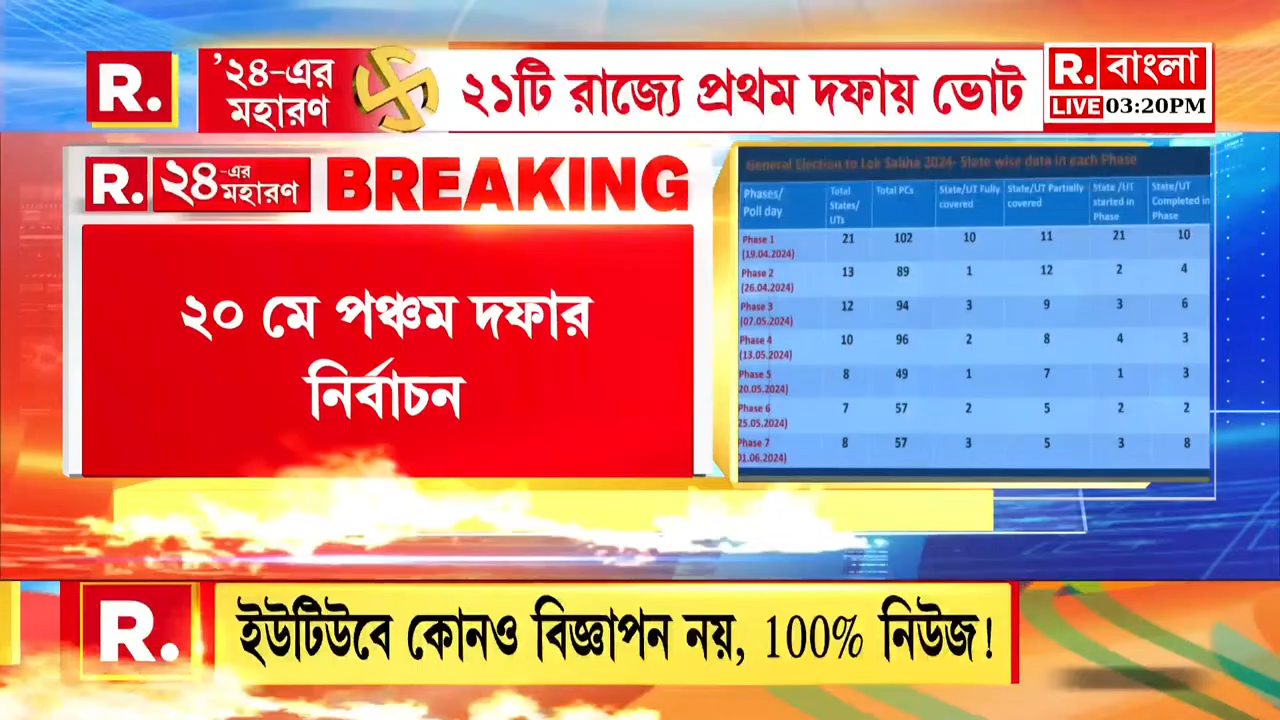 R.
'২৪-এর
মহারণ
২১টি রাজ্যে প্রথম দফায় ভোট
R. বাংলা
LIVE 03:20PM
R. ২৪-এর মহারণ BREAKING
২০ মে পঞ্চম দফার
নির্বাচন
General Election to Lok Sabha 2024- State wise data in each Phase
Phases/ Poll day Total States/ UTs Total PCs State/UT Fully covered State/UT Partially covered State /UT started in Phase State/UT Completed in Phase
Phase 1 (19.04.2024) 21 102 10 11 21 10
Phase 2 (26.04.2024) 13 89 1 12 2 4
Phase 3 (07.05.2024) 12 94 3 9 3 6
Phase 4 (13.05.2024) 10 96 2 8 4 3
Phase 5 20.05.2024) 8 49 1 7 1 3
Phase 6 25.05.2024) 7 57 2 5 2 2
Phase 7 01.06.2024) 8 57 3 5 3 8
R.
ইউটিউবে কোনও বিজ্ঞাপন নয়, 100% নিউজ!